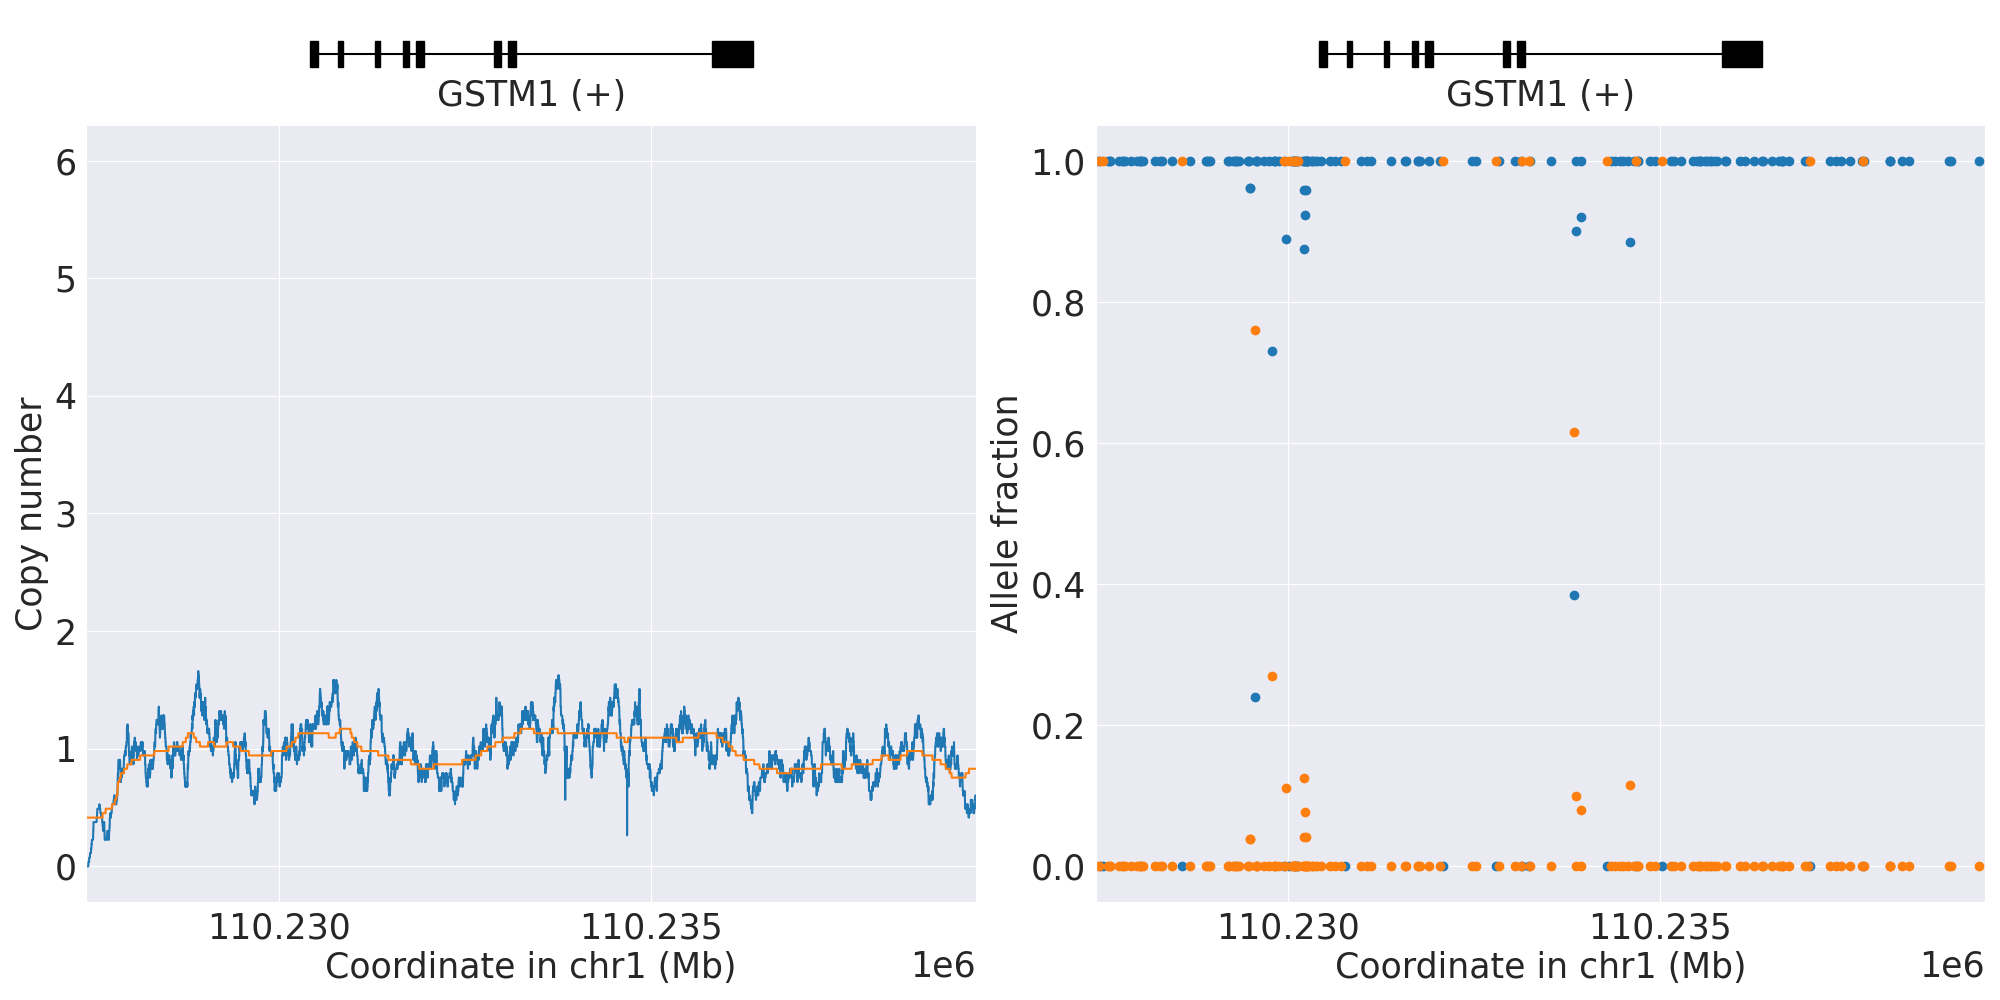 GSTM1 (+)
6
5
4
3
2
1
0
Copy number
110.230
110.235
Coordinate in chr1 (Mb)
1e6
GSTM1 (+)
1.0
0.8
0.6
0.4
0.2
0.0
Allele fraction
110.230
110.235
Coordinate in chr1 (Mb)
1e6